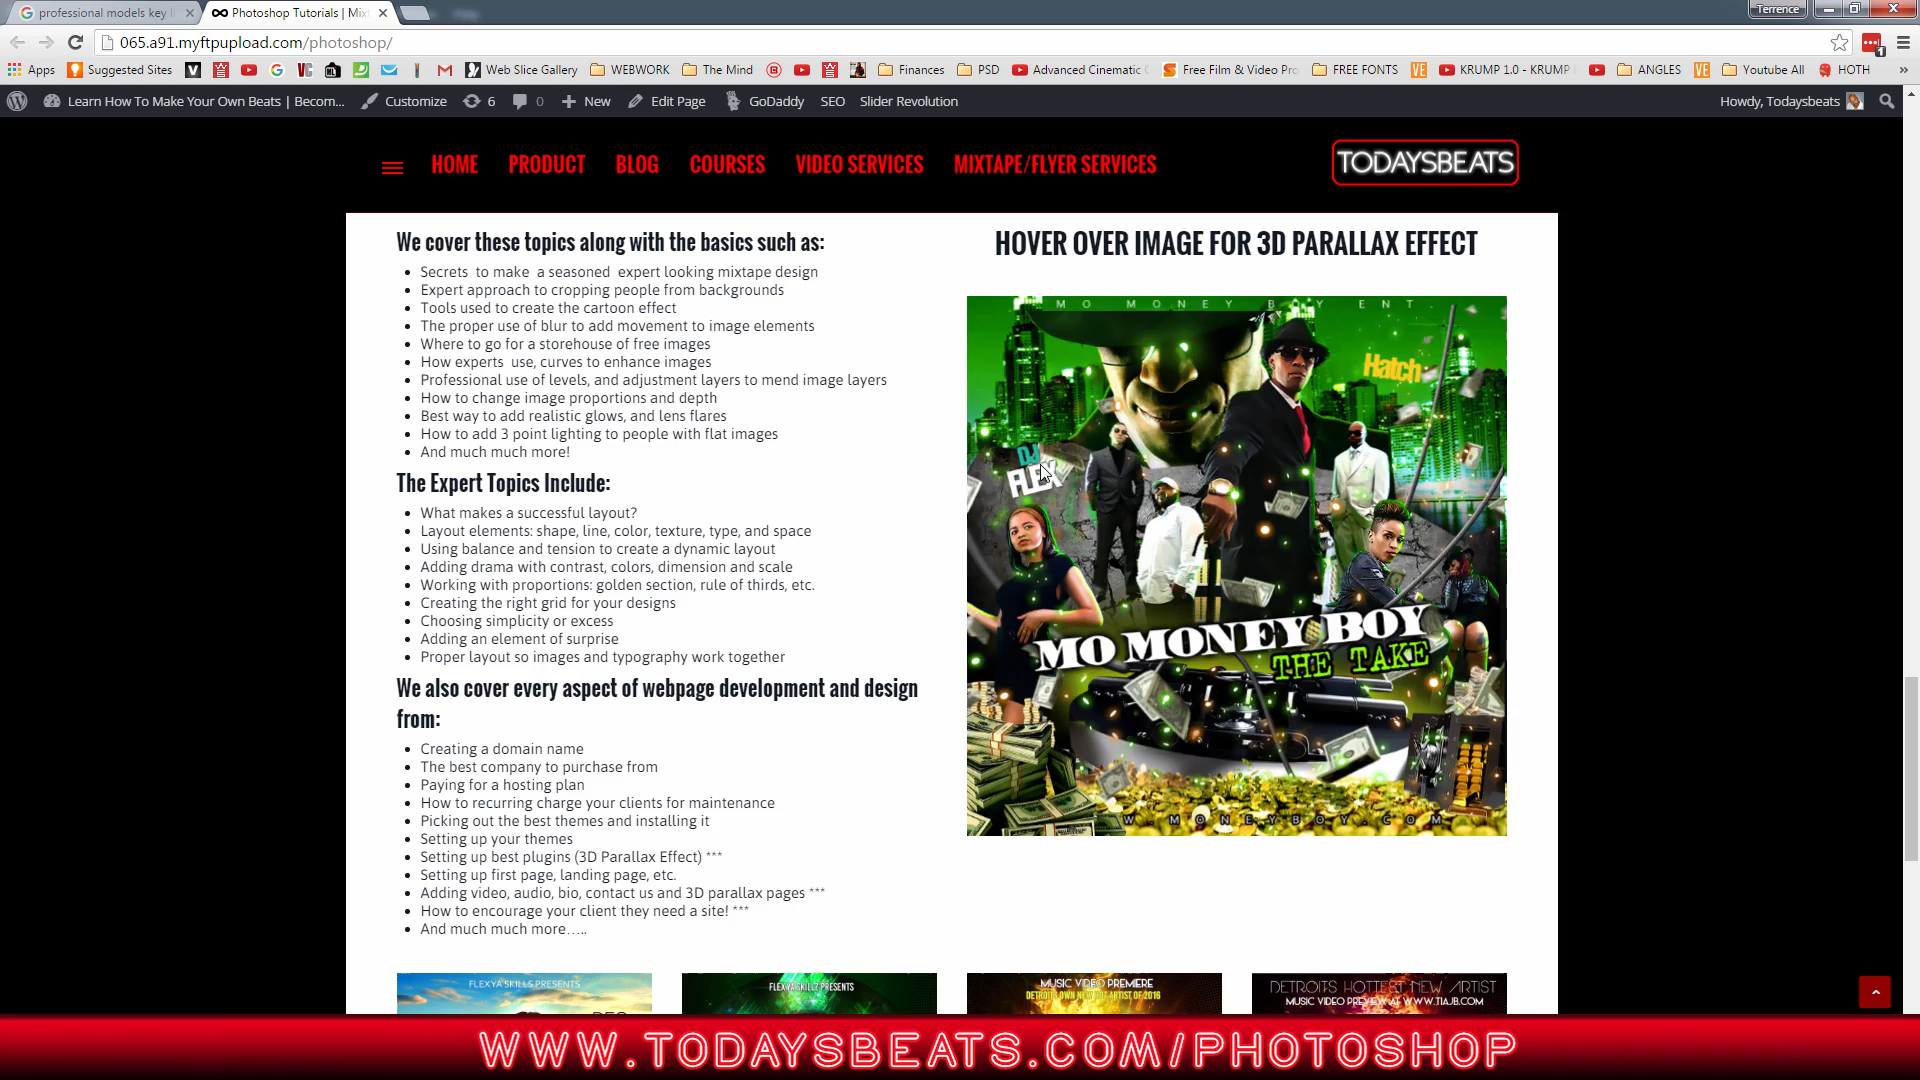 professional models key l
Photoshop Tutorials | Mix
Terrence
065.a91.myftpupload.com/photoshop/
Apps
Suggested Sites
Web Slice Gallery
WEBWORK
The Mind
Finances
PSD
Advanced Cinematic
Free Film & Video Pro
FREE FONTS
KRUMP 1.0 - KRUMP
ANGLES
Youtube All
HOTH
Learn How To Make Your Own Beats | Becom...
Customize
6
0
New
Edit Page
GoDaddy
SEO
Slider Revolution
Howdy, Todaysbeats
HOME
PRODUCT
BLOG
COURSES
VIDEO SERVICES
MIXTAPE/FLYER SERVICES
TODAYSBEATS
We cover these topics along with the basics such as:
Secrets to make a seasoned expert looking mixtape design
Expert approach to cropping people from backgrounds
Tools used to create the cartoon effect
The proper use of blur to add movement to image elements
Where to go for a storehouse of free images
How experts use, curves to enhance images
Professional use of levels, and adjustment layers to mend image layers
How to change image proportions and depth
Best way to add realistic glows, and lens flares
How to add 3 point lighting to people with flat images
And much much more!
The Expert Topics Include:
What makes a successful layout?
Layout elements: shape, line, color, texture, type, and space
Using balance and tension to create a dynamic layout
Adding drama with contrast, colors, dimension and scale
Working with proportions: golden section, rule of thirds, etc.
Creating the right grid for your designs
Choosing simplicity or excess
Adding an element of surprise
Proper layout so images and typography work together
We also cover every aspect of webpage development and design
from:
Creating a domain name
The best company to purchase from
Paying for a hosting plan
How to recurring charge your clients for maintenance
Picking out the best themes and installing it
Setting up your themes
Setting up best plugins (3D Parallax Effect) ***
Setting up first page, landing page, etc.
Adding video, audio, bio, contact us and 3D parallax pages ***
How to encourage your client they need a site! ***
And much much more…..
HOVER OVER IMAGE FOR 3D PARALLAX EFFECT
MO MONEY BOY ENT.
Hatch
DJ
FLEX
MO MONEY BOY
THE TAKE
W.MONEYBOY.COM
FLEXYA SKILLS PRESENTS
FLEXYA SKILLZ PRESENTS
MUSIC VIDEO PREMIERE
DETROITS OWN NEW HOT ARTIST OF 2016
DETROITS HOTTEST NEW ARTIST
MUSIC VIDEO PREVIEW AT WWW.TIAJB.COM
WWW.TODAYSBEATS.COM/PHOTOSHOP